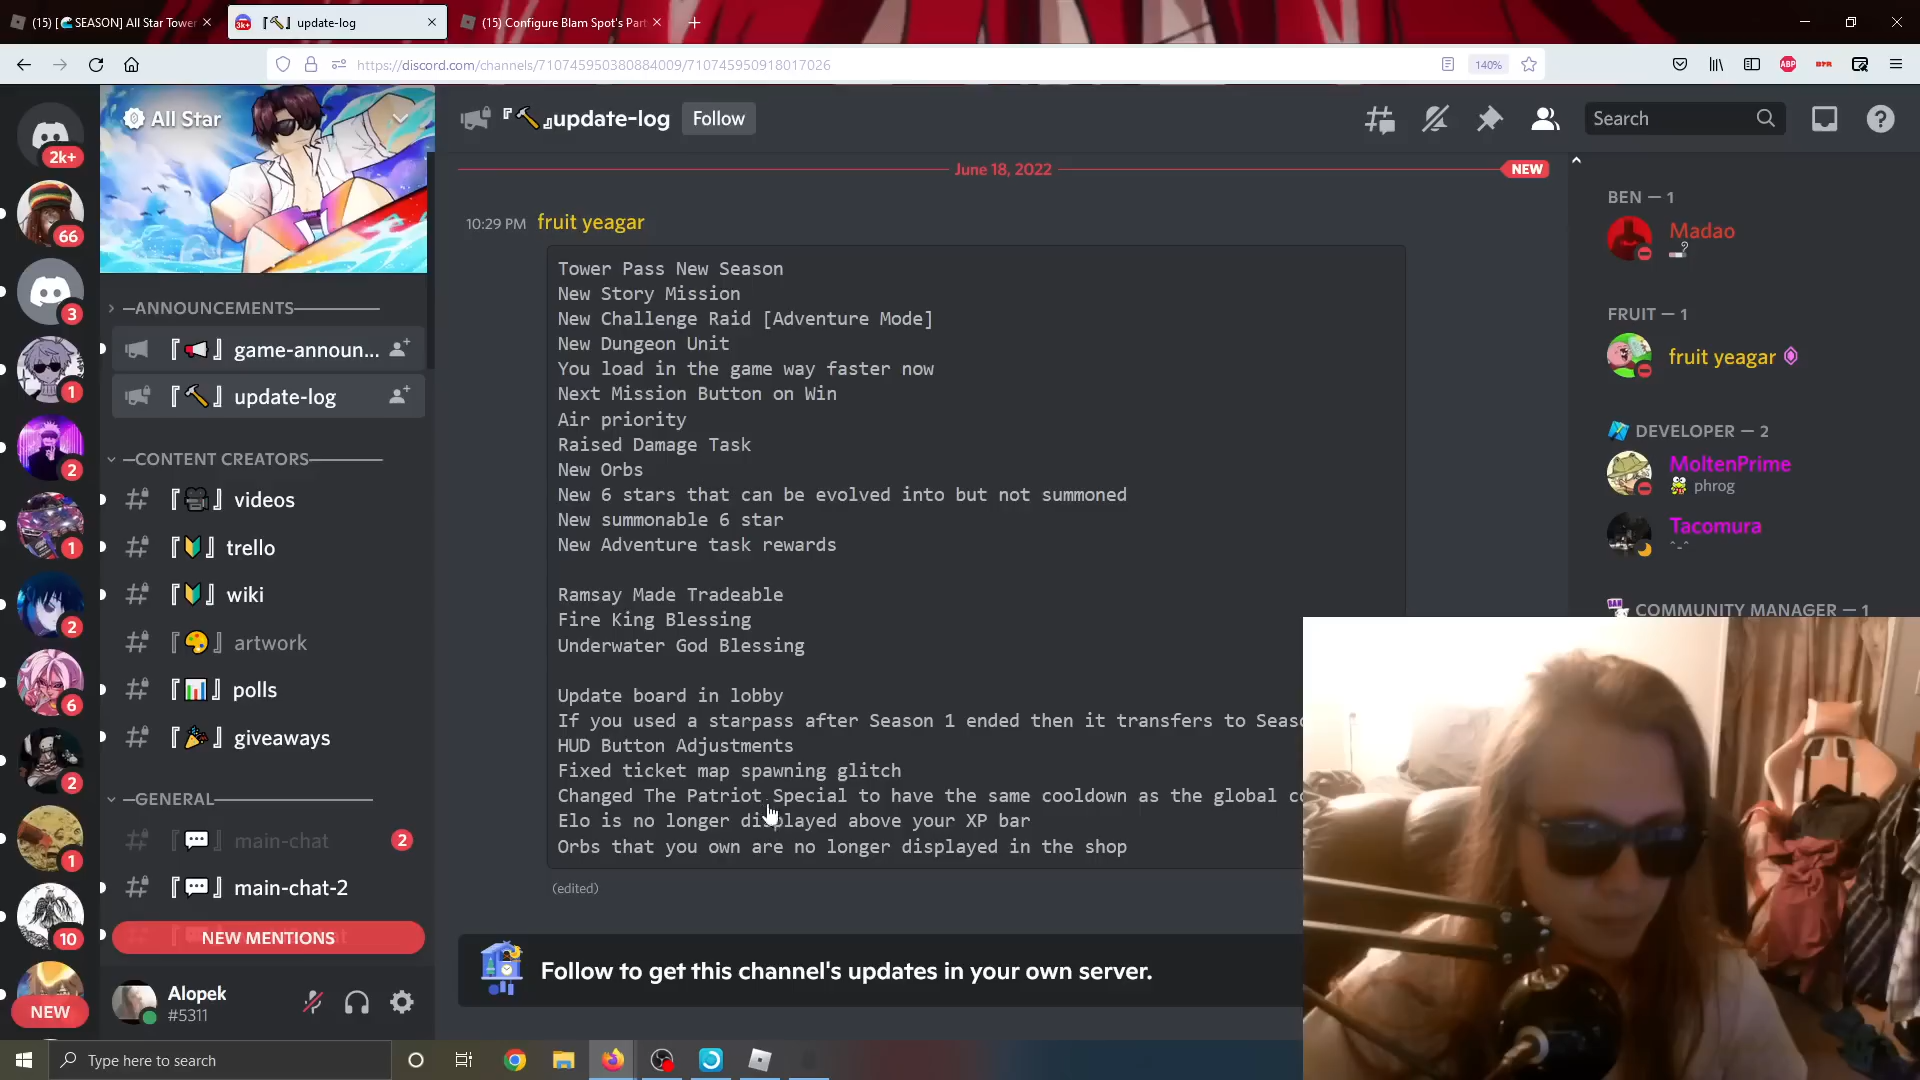 (15) [🌊SEASON] All Star Tower
『🔨』 update-log
(15) Configure Blam Spot's Part
https://discord.com/channels/710745950380884009/710745950918017026
140%
ABP
All Star
『🔨』update-log
Follow
Search
2k+
66
3
1
2
1
2
6
2
1
10
NEW
—ANNOUNCEMENTS———
『📢』 game-announ...
『🔨』 update-log
—CONTENT CREATORS———
『🎥』 videos
『🔰』 trello
『🔰』 wiki
『🎨』 artwork
『📊』 polls
『🎉』 giveaways
—GENERAL———
『💬』 main-chat
2
『💬』 main-chat-2
NEW MENTIONS
Alopek
#5311
June 18, 2022
NEW
10:29 PM fruit yeagar
Tower Pass New Season
New Story Mission
New Challenge Raid [Adventure Mode]
New Dungeon Unit
You load in the game way faster now
Next Mission Button on Win
Air priority
Raised Damage Task
New Orbs
New 6 stars that can be evolved into but not summoned
New summonable 6 star
New Adventure task rewards
Ramsay Made Tradeable
Fire King Blessing
Underwater God Blessing
Update board in lobby
If you used a starpass after Season 1 ended then it transfers to Seaso
HUD Button Adjustments
Fixed ticket map spawning glitch
Changed The Patriot Special to have the same cooldown as the global co
Elo is no longer displayed above your XP bar
Orbs that you own are no longer displayed in the shop
(edited)
Follow to get this channel's updates in your own server.
BEN — 1
Madao
FRUIT — 1
fruit yeagar
DEVELOPER — 2
MoltenPrime
phrog
Tacomura
^-^
COMMUNITY MANAGER — 1
Type here to search